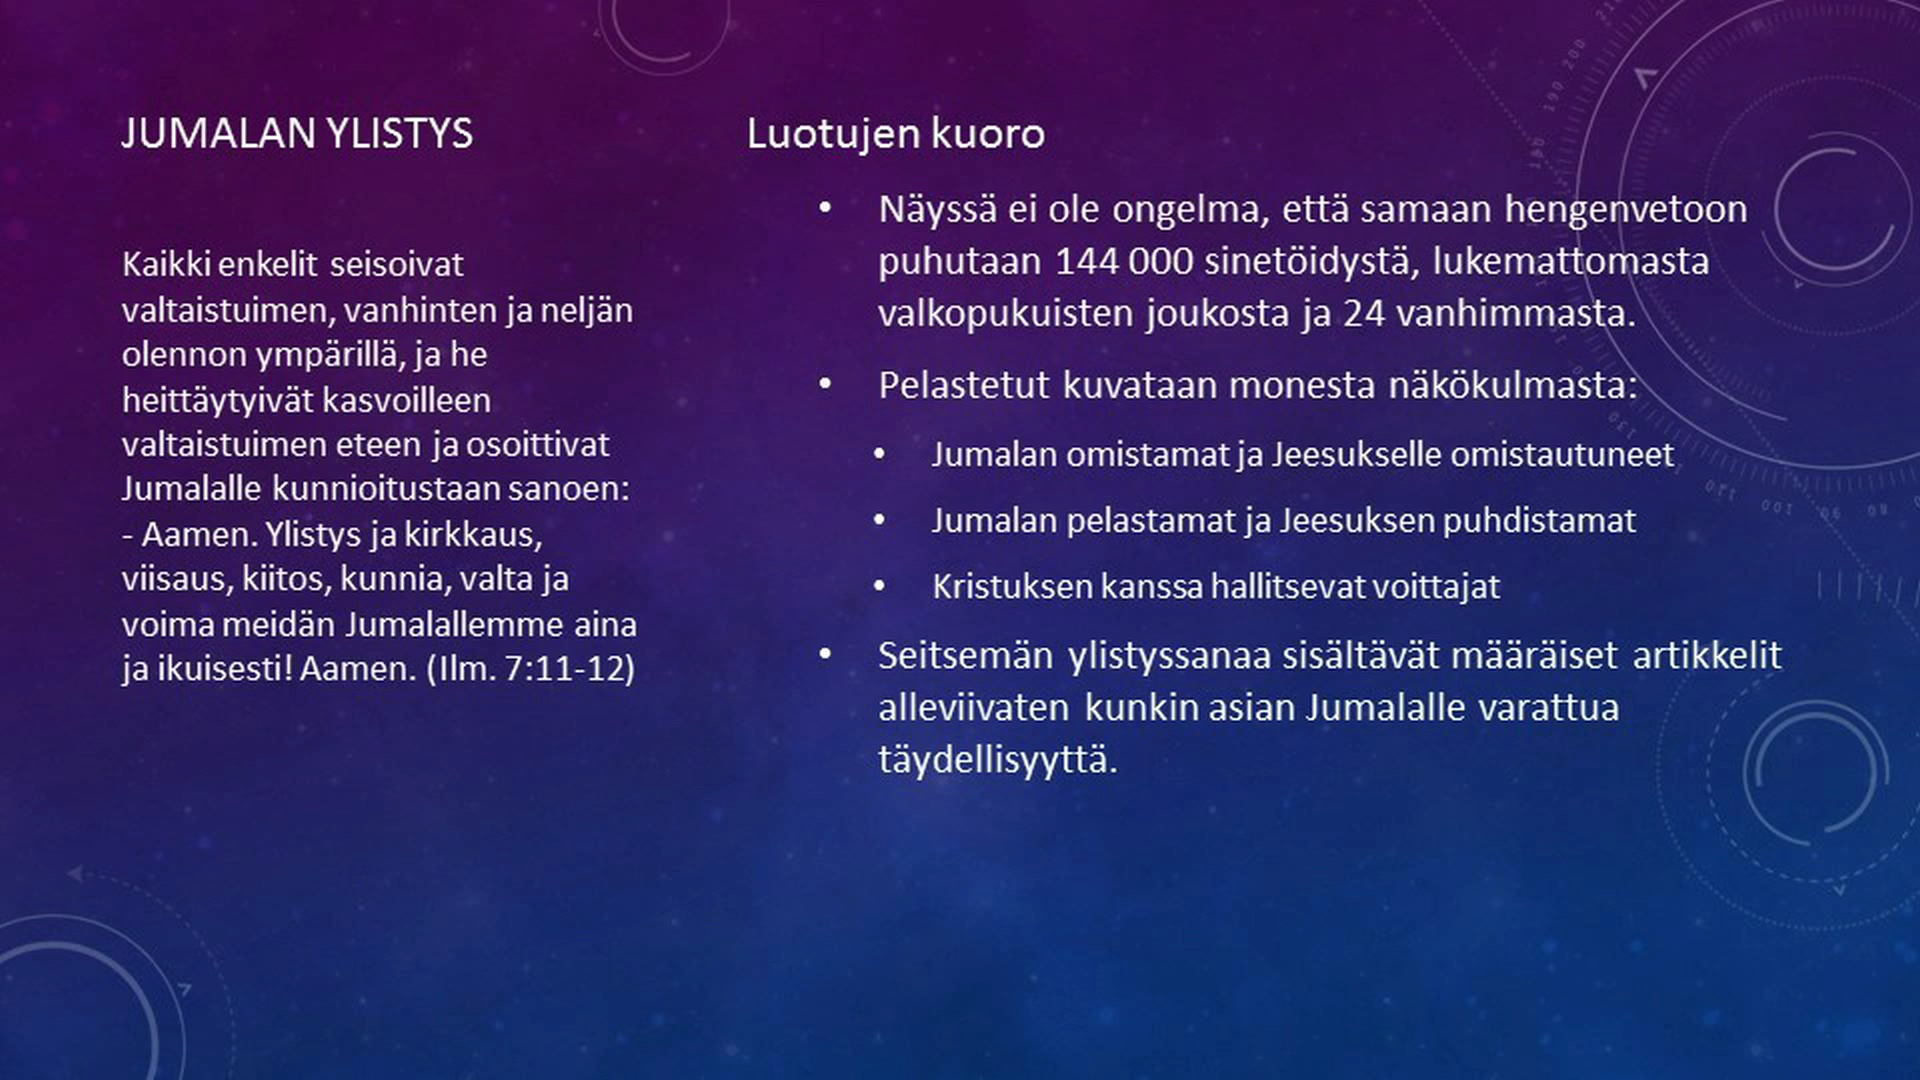 JUMALAN YLISTYS
Kaikki enkelit seisoivat
valtaistuimen, vanhinten ja neljän
olennon ympärillä, ja he
heittäytyivät kasvoilleen
valtaistuimen eteen ja osoittivat
Jumalalle kunnioitustaan sanoen:
- Aamen. Ylistys ja kirkkaus,
viisaus, kiitos, kunnia, valta ja
voima meidän Jumalallemme aina
ja ikuisesti! Aamen. (Ilm. 7:11-12)
Luotujen kuoro
• Näyssä ei ole ongelma, että samaan hengenvetoon
puhutaan 144 000 sinetöidystä, lukemattomasta
valkopukuisten joukosta ja 24 vanhimmasta.
• Pelastetut kuvataan monesta näkökulmasta:
• Jumalan omistamat ja Jeesukselle omistautuneet
• Jumalan pelastamat ja Jeesuksen puhdistamat
• Kristuksen kanssa hallitsevat voittajat
• Seitsemän ylistyssanaa sisältävät määräiset artikkelit
alleviivaten kunkin asian Jumalalle varattua
täydellisyyttä.